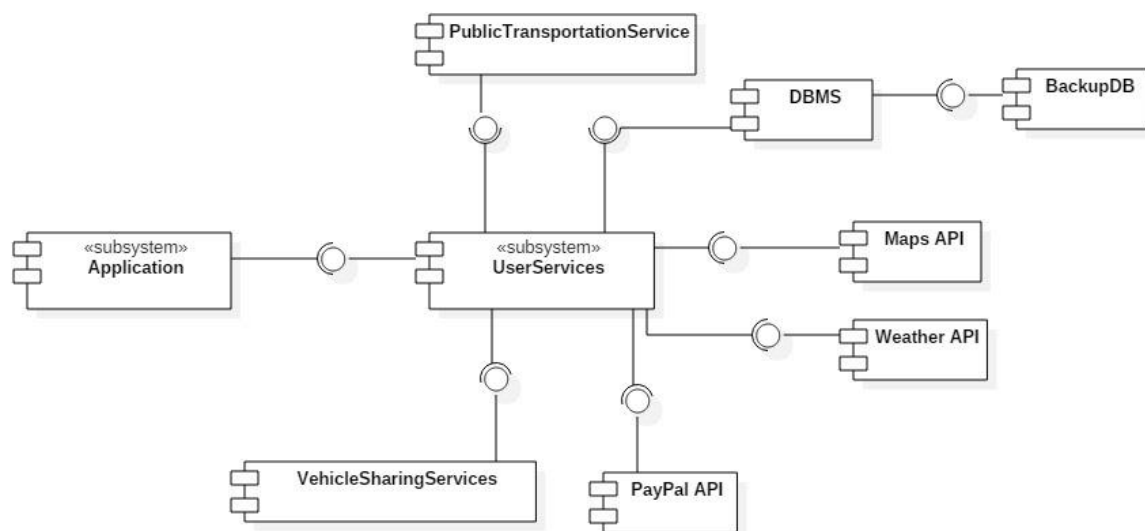 PublicTransportationService
DBMS
BackupDB
«subsystem»
Application
«subsystem»
UserServices
Maps API
Weather API
VehicleSharingServices
PayPal API